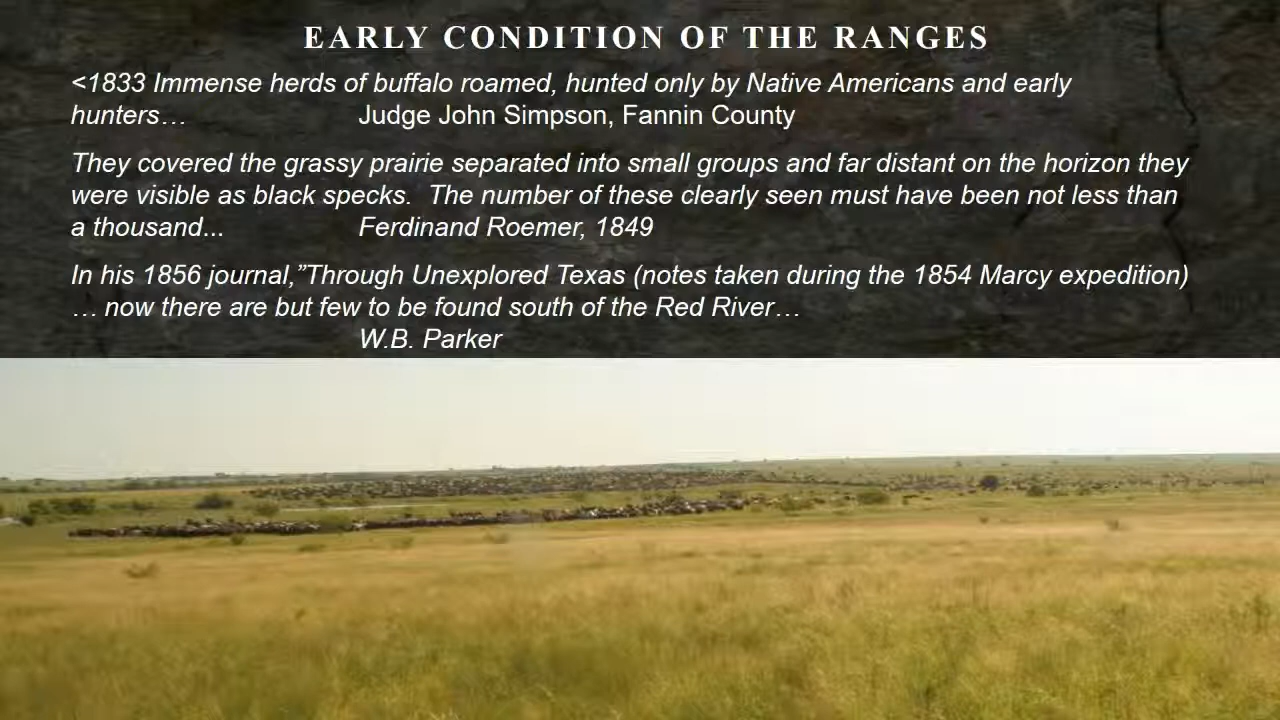 EARLY CONDITION OF THE RANGES
<1833 Immense herds of buffalo roamed, hunted only by Native Americans and early
hunters… Judge John Simpson, Fannin County
They covered the grassy prairie separated into small groups and far distant on the horizon they
were visible as black specks.  The number of these clearly seen must have been not less than
a thousand... Ferdinand Roemer, 1849
In his 1856 journal,”Through Unexplored Texas (notes taken during the 1854 Marcy expedition)
… now there are but few to be found south of the Red River…
W.B. Parker